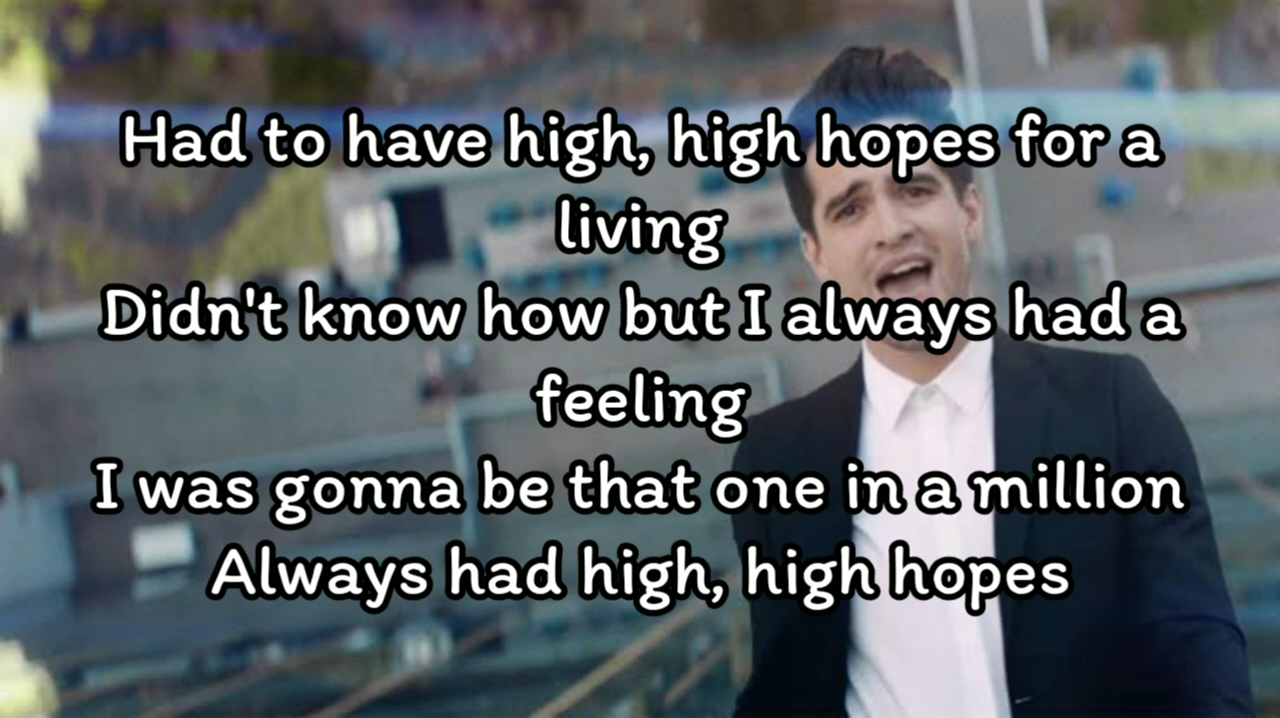 Had to have high, high hopes for a
living
Didn't know how but I always had a
feeling
I was gonna be that one in a million
Always had high, high hopes